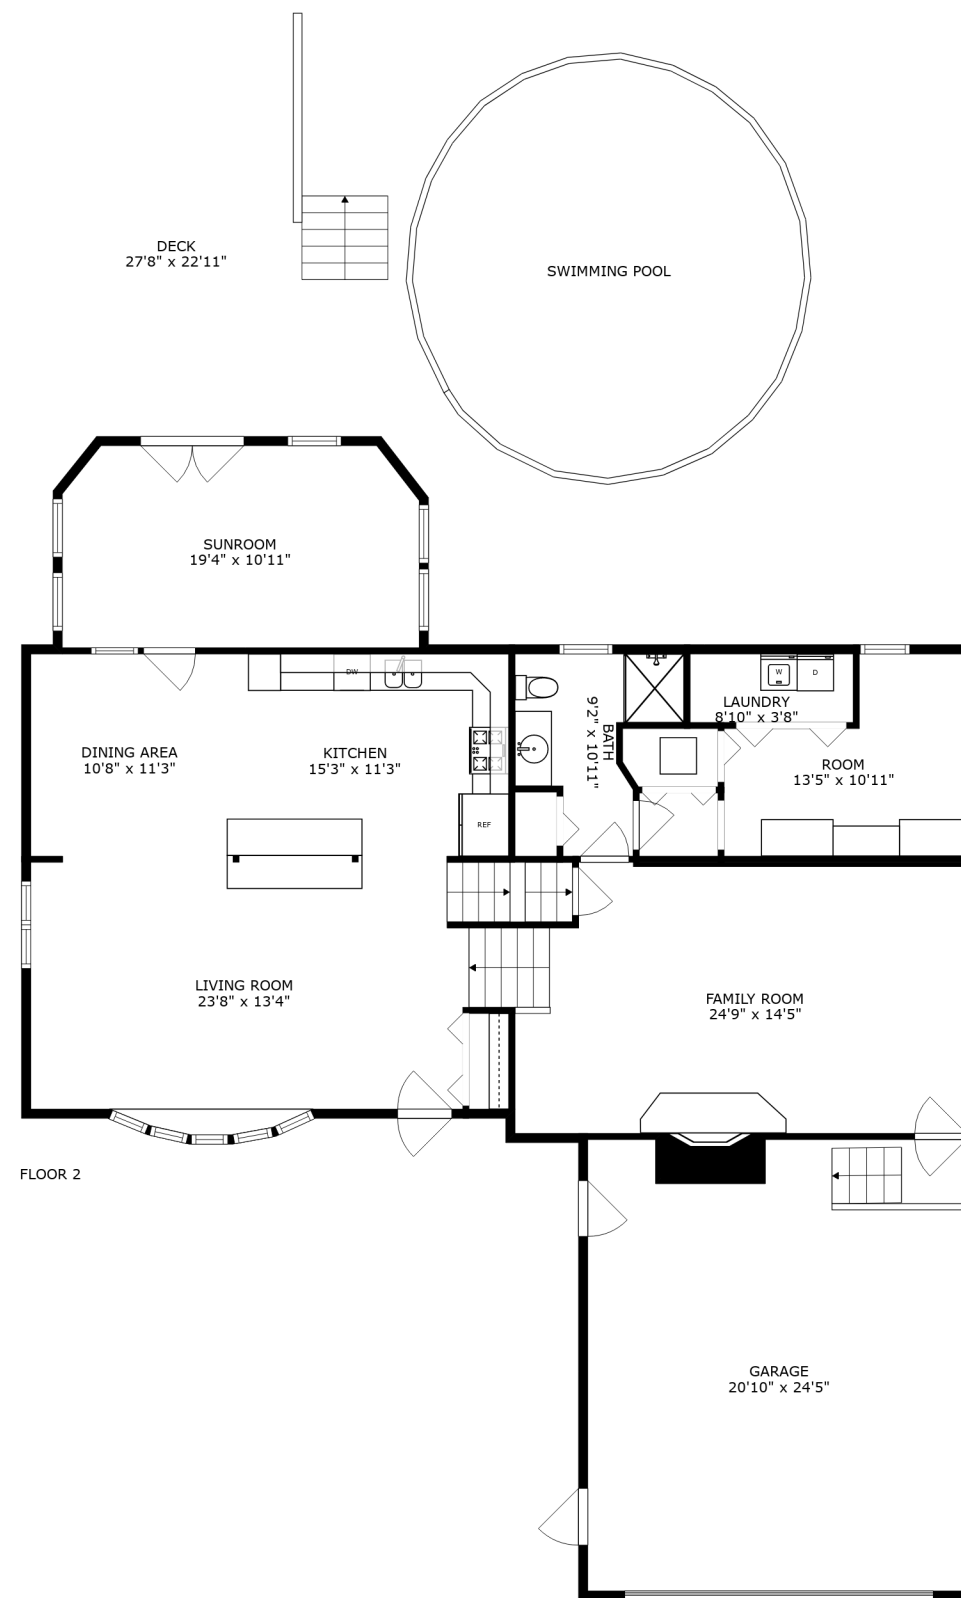 DECK
27'8" x 22'11"
SWIMMING POOL
SUNROOM
19'4" x 10'11"
DW
W
D
LAUNDRY
8'10" x 3'8"
BATH
9'2" x 10'11"
DINING AREA
10'8" x 11'3"
KITCHEN
15'3" x 11'3"
ROOM
13'5" x 10'11"
REF
LIVING ROOM
23'8" x 13'4"
FAMILY ROOM
24'9" x 14'5"
FLOOR 2
GARAGE
20'10" x 24'5"